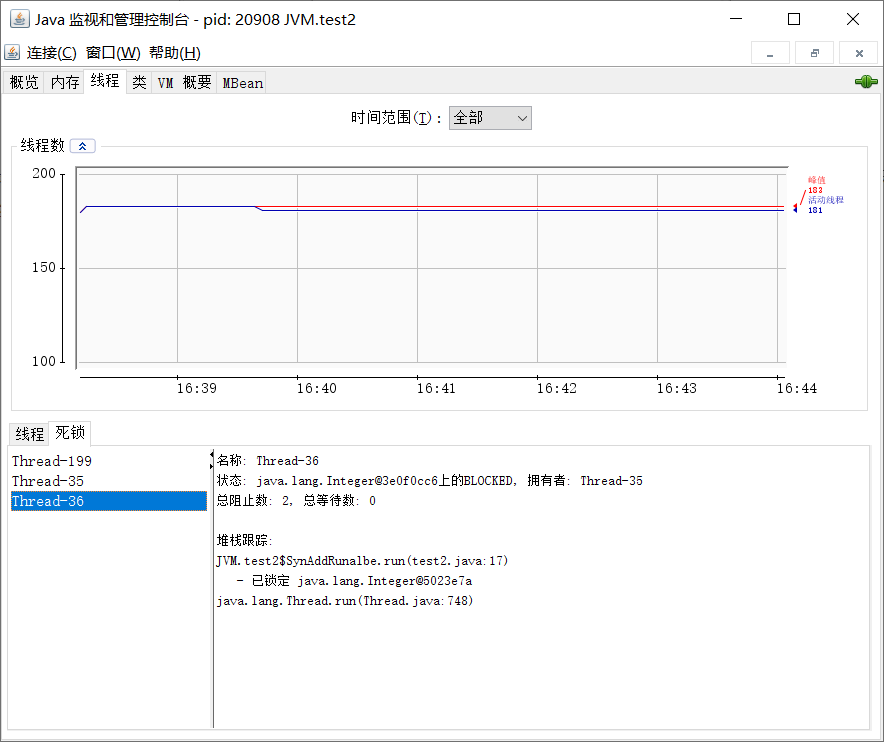 Java 监视和管理控制台 - pid: 20908 JVM.test2
连接(C) 窗口(W) 帮助(H)
概览 内存 线程 类 VM 概要 MBean
时间范围(I): 全部
线程数
200
150
100
峰值
183
活动线程
181
16:39 16:40 16:41 16:42 16:43 16:44
线程 死锁
Thread-199
Thread-35
Thread-36
名称: Thread-36
状态: java.lang.Integer@3e0f0cc6上的BLOCKED, 拥有者: Thread-35
总阻止数: 2, 总等待数: 0
堆栈跟踪:
JVM.test2$SynAddRunalbe.run(test2.java:17)
- 已锁定 java.lang.Integer@5023e7a
java.lang.Thread.run(Thread.java:748)